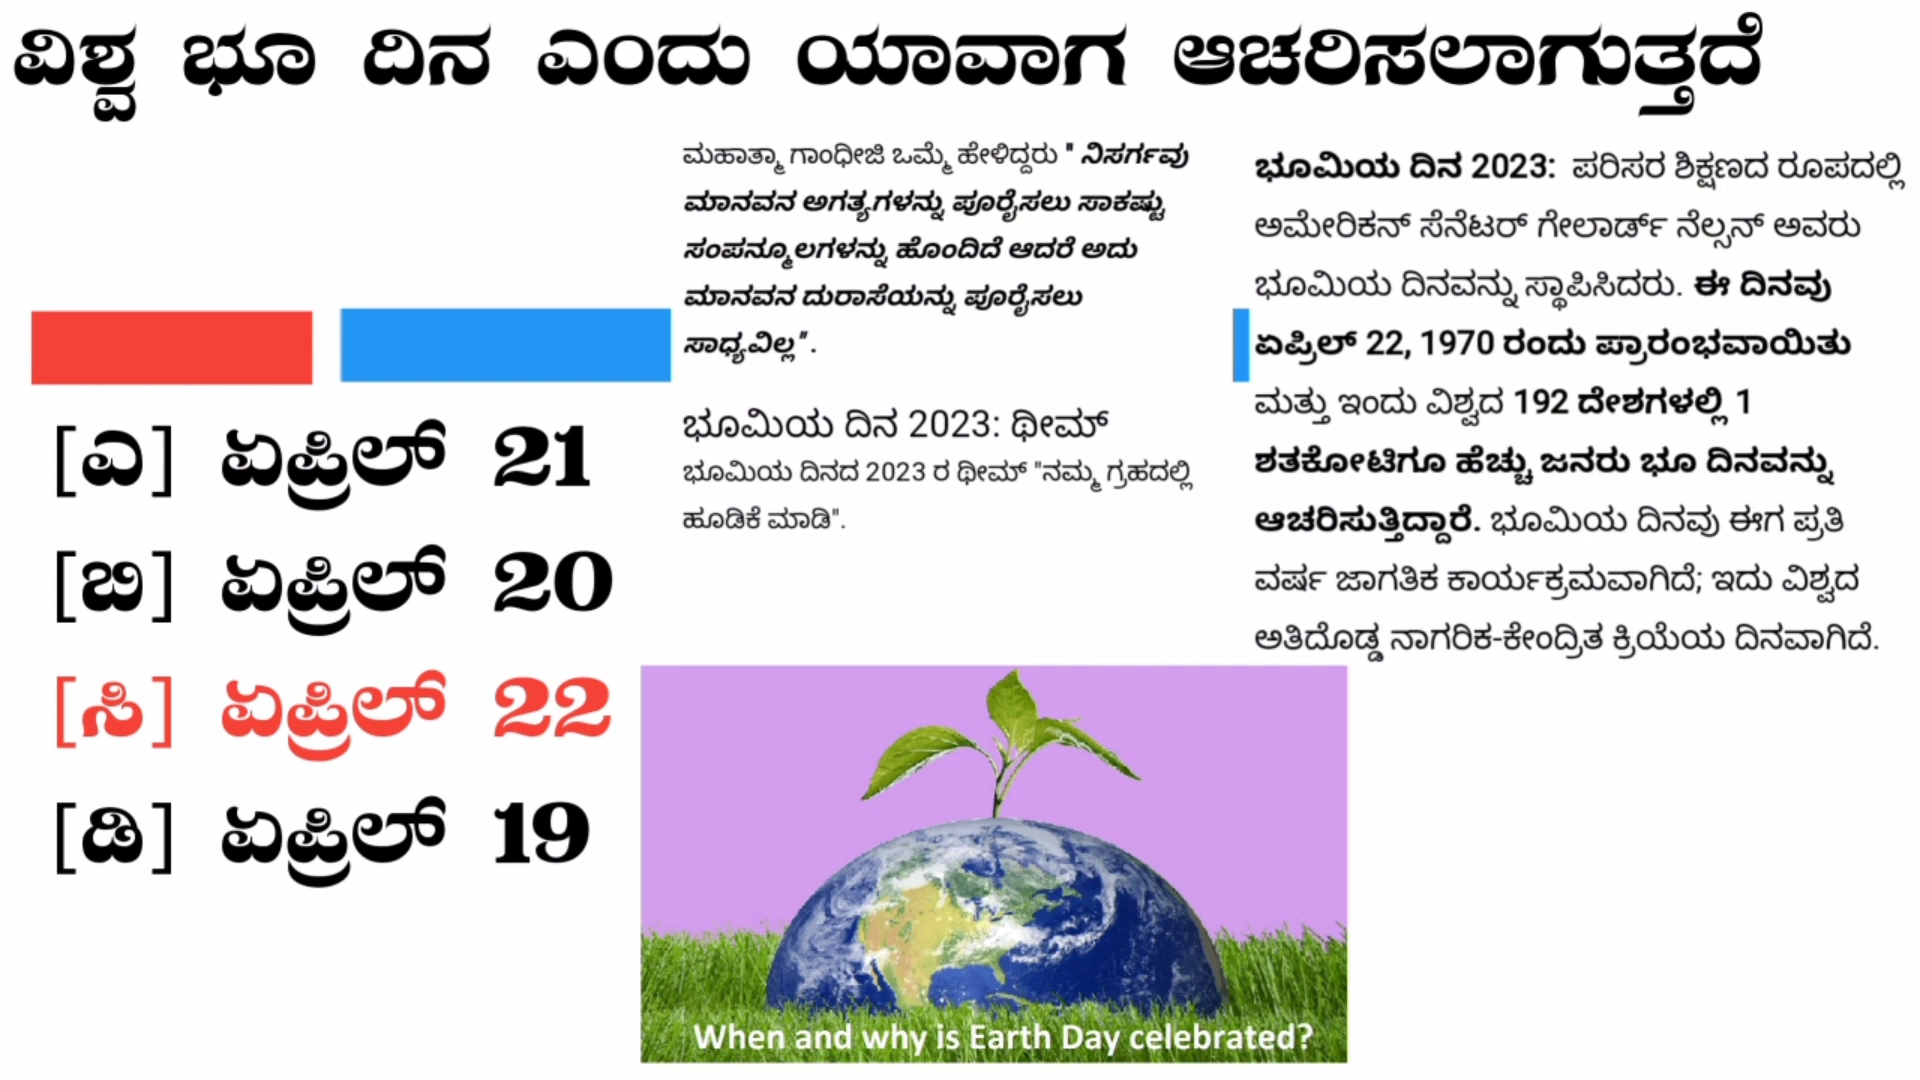 ವಿಶ್ವ ಭೂ ದಿನ ಎಂದು ಯಾವಾಗ ಆಚರಿಸಲಾಗುತ್ತದೆ
[ಎ] ಏಪ್ರಿಲ್ 21
[ಬಿ] ಏಪ್ರಿಲ್ 20
[ಸಿ] ಏಪ್ರಿಲ್ 22
[ಡಿ] ಏಪ್ರಿಲ್ 19
ಮಹಾತ್ಮಾ ಗಾಂಧೀಜಿ ಒಮ್ಮೆ ಹೇಳಿದ್ದರು " ನಿಸರ್ಗವು
ಮಾನವನ ಅಗತ್ಯಗಳನ್ನು ಪೂರೈಸಲು ಸಾಕಷ್ಟು
ಸಂಪನ್ಮೂಲಗಳನ್ನು ಹೊಂದಿದೆ ಆದರೆ ಅದು
ಮಾನವನ ದುರಾಸೆಯನ್ನು ಪೂರೈಸಲು
ಸಾಧ್ಯವಿಲ್ಲ".
ಭೂಮಿಯ ದಿನ 2023: ಥೀಮ್
ಭೂಮಿಯ ದಿನದ 2023 ರ ಥೀಮ್ "ನಮ್ಮ ಗ್ರಹದಲ್ಲಿ
ಹೂಡಿಕೆ ಮಾಡಿ".
ಭೂಮಿಯ ದಿನ 2023: ಪರಿಸರ ಶಿಕ್ಷಣದ ರೂಪದಲ್ಲಿ
ಅಮೇರಿಕನ್ ಸೆನೆಟರ್ ಗೇಲಾರ್ಡ್ ನೆಲ್ಸನ್ ಅವರು
ಭೂಮಿಯ ದಿನವನ್ನು ಸ್ಥಾಪಿಸಿದರು. ಈ ದಿನವು
ಏಪ್ರಿಲ್ 22, 1970 ರಂದು ಪ್ರಾರಂಭವಾಯಿತು
ಮತ್ತು ಇಂದು ವಿಶ್ವದ 192 ದೇಶಗಳಲ್ಲಿ 1
ಶತಕೋಟಿಗೂ ಹೆಚ್ಚು ಜನರು ಭೂ ದಿನವನ್ನು
ಆಚರಿಸುತ್ತಿದ್ದಾರೆ. ಭೂಮಿಯ ದಿನವು ಈಗ ಪ್ರತಿ
ವರ್ಷ ಜಾಗತಿಕ ಕಾರ್ಯಕ್ರಮವಾಗಿದೆ; ಇದು ವಿಶ್ವದ
ಅತಿದೊಡ್ಡ ನಾಗರಿಕ-ಕೇಂದ್ರಿತ ಕ್ರಿಯೆಯ ದಿನವಾಗಿದೆ.
When and why is Earth Day celebrated?